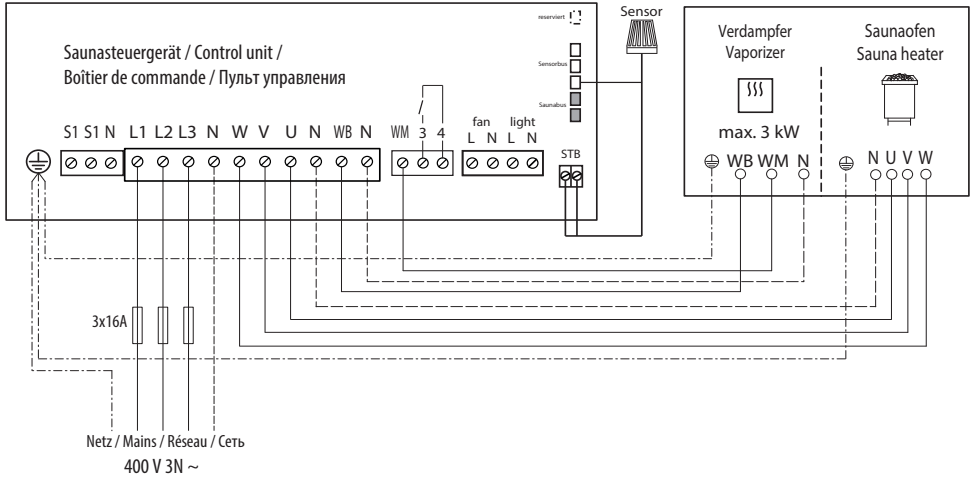 reserviert
Sensor
Saunasteuergerät / Control unit /
Boîtier de commande / Пульт управления
Sensorbus
Saunabus
Verdampfer
Vaporizer
max. 3 kW
Saunaofen
Sauna heater
S1 S1 N L1 L2 L3 N W V U N WB N WM 3 4
fan light
L N L N
STB
WB WM N
N U V W
3x16A
Netz / Mains / Réseau / Сеть
400 V 3N ~